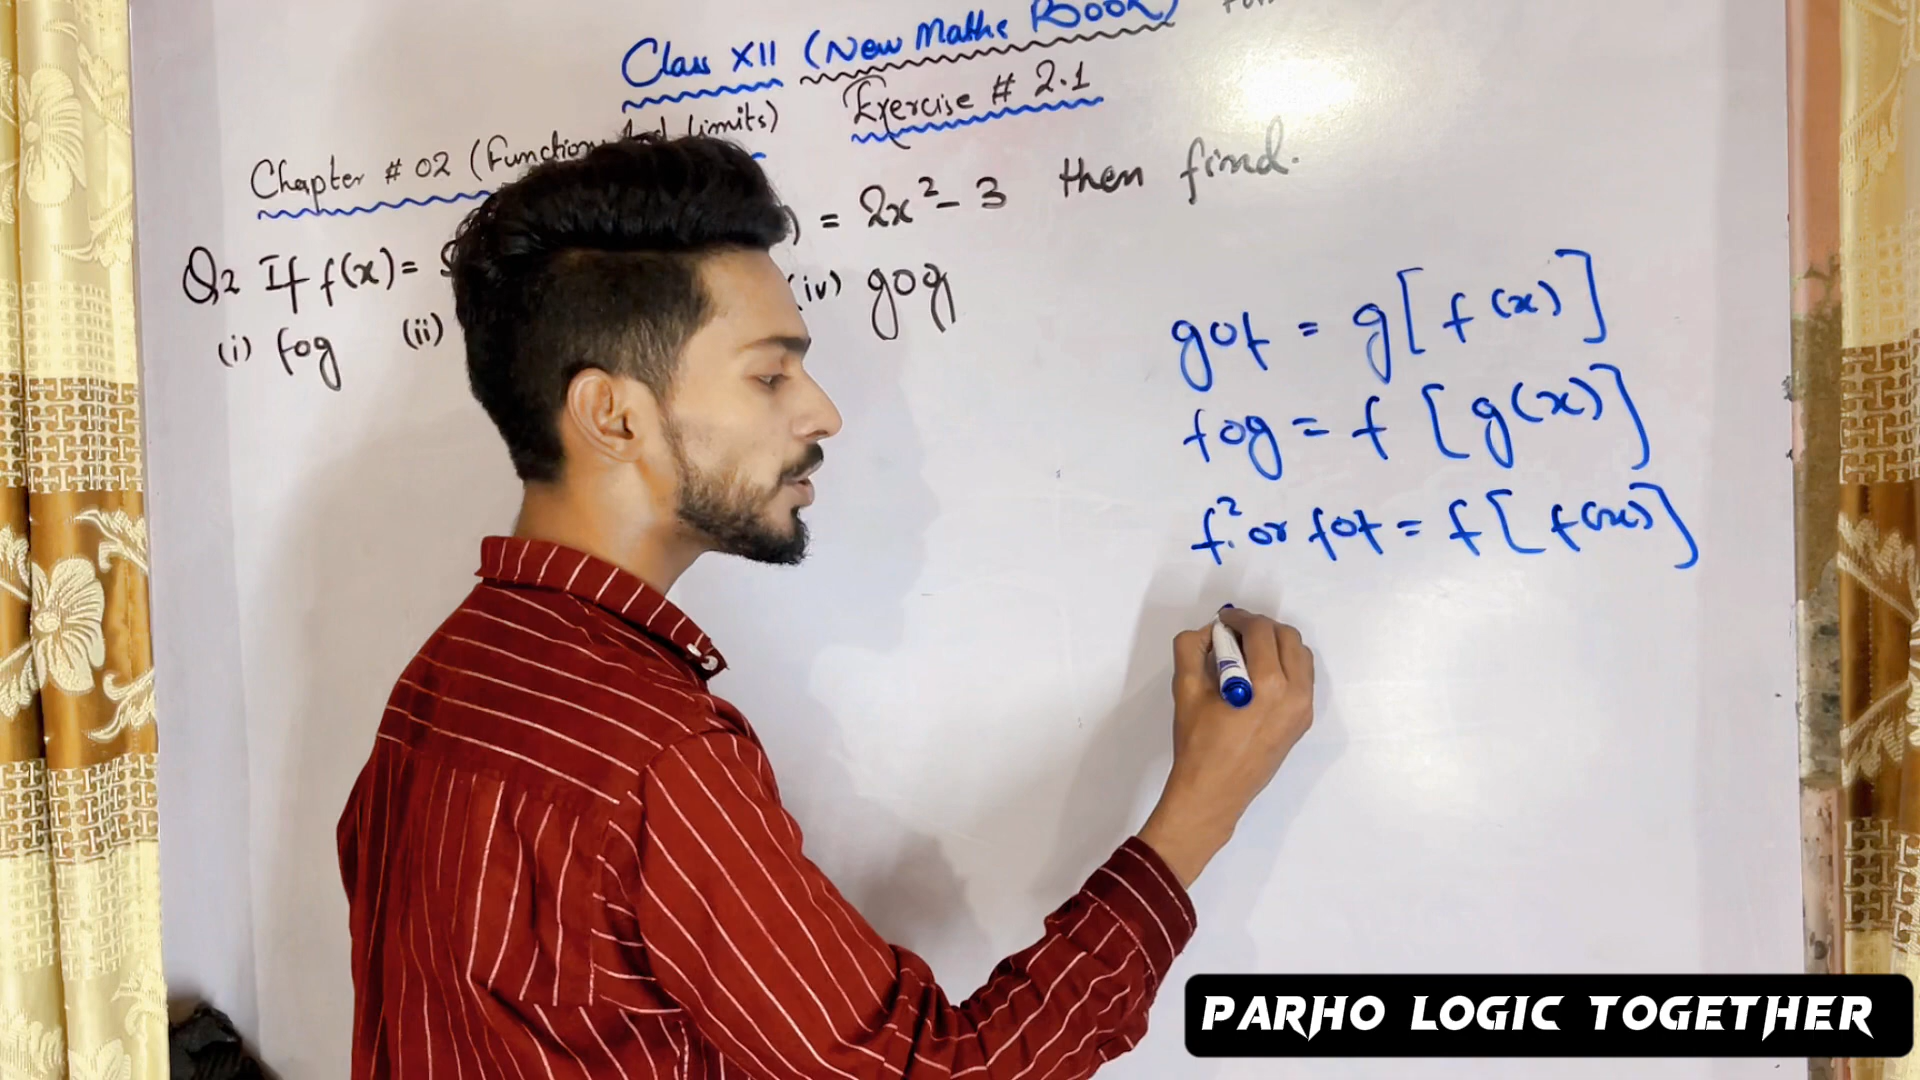 Class XII (New Maths Book)
Chapter # 02 (Function And Limits) Exercise # 2.1
Q2 If f(x)= ) = 2x² - 3 then find.
(i) fog (ii) (iv) gog
gof = g[f(x)]
fog = f[g(x)]
f² or fof = f[f(x)]
PARHO LOGIC TOGETHER